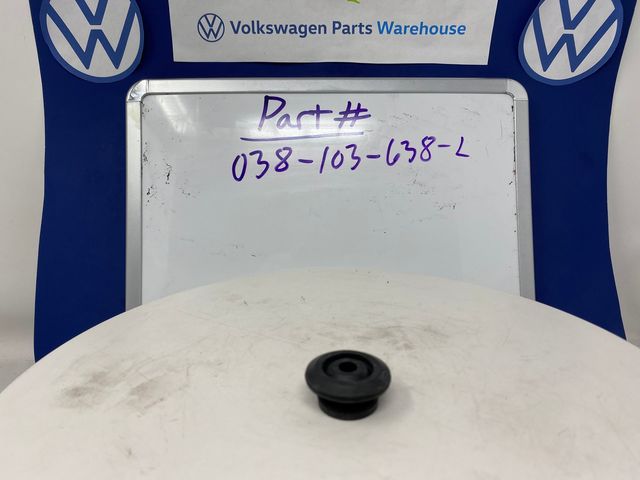 Volkswagen Parts Warehouse
Part #
038-103-638-L